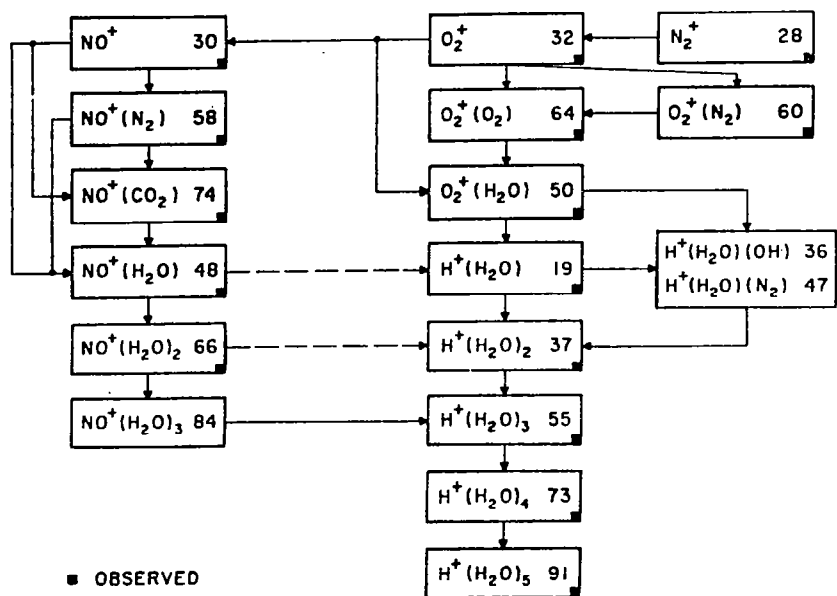 NO⁺ 30
O₂⁺ 32
N₂⁺ 28
NO⁺(N₂) 58
O₂⁺(O₂) 64
O₂⁺(N₂) 60
NO⁺(CO₂) 74
O₂⁺(H₂O) 50
NO⁺(H₂O) 48
H⁺(H₂O) 19
H⁺(H₂O)(OH) 36
H⁺(H₂O)(N₂) 47
NO⁺(H₂O)₂ 66
H⁺(H₂O)₂ 37
NO⁺(H₂O)₃ 84
H⁺(H₂O)₃ 55
H⁺(H₂O)₄ 73
H⁺(H₂O)₅ 91
■ OBSERVED